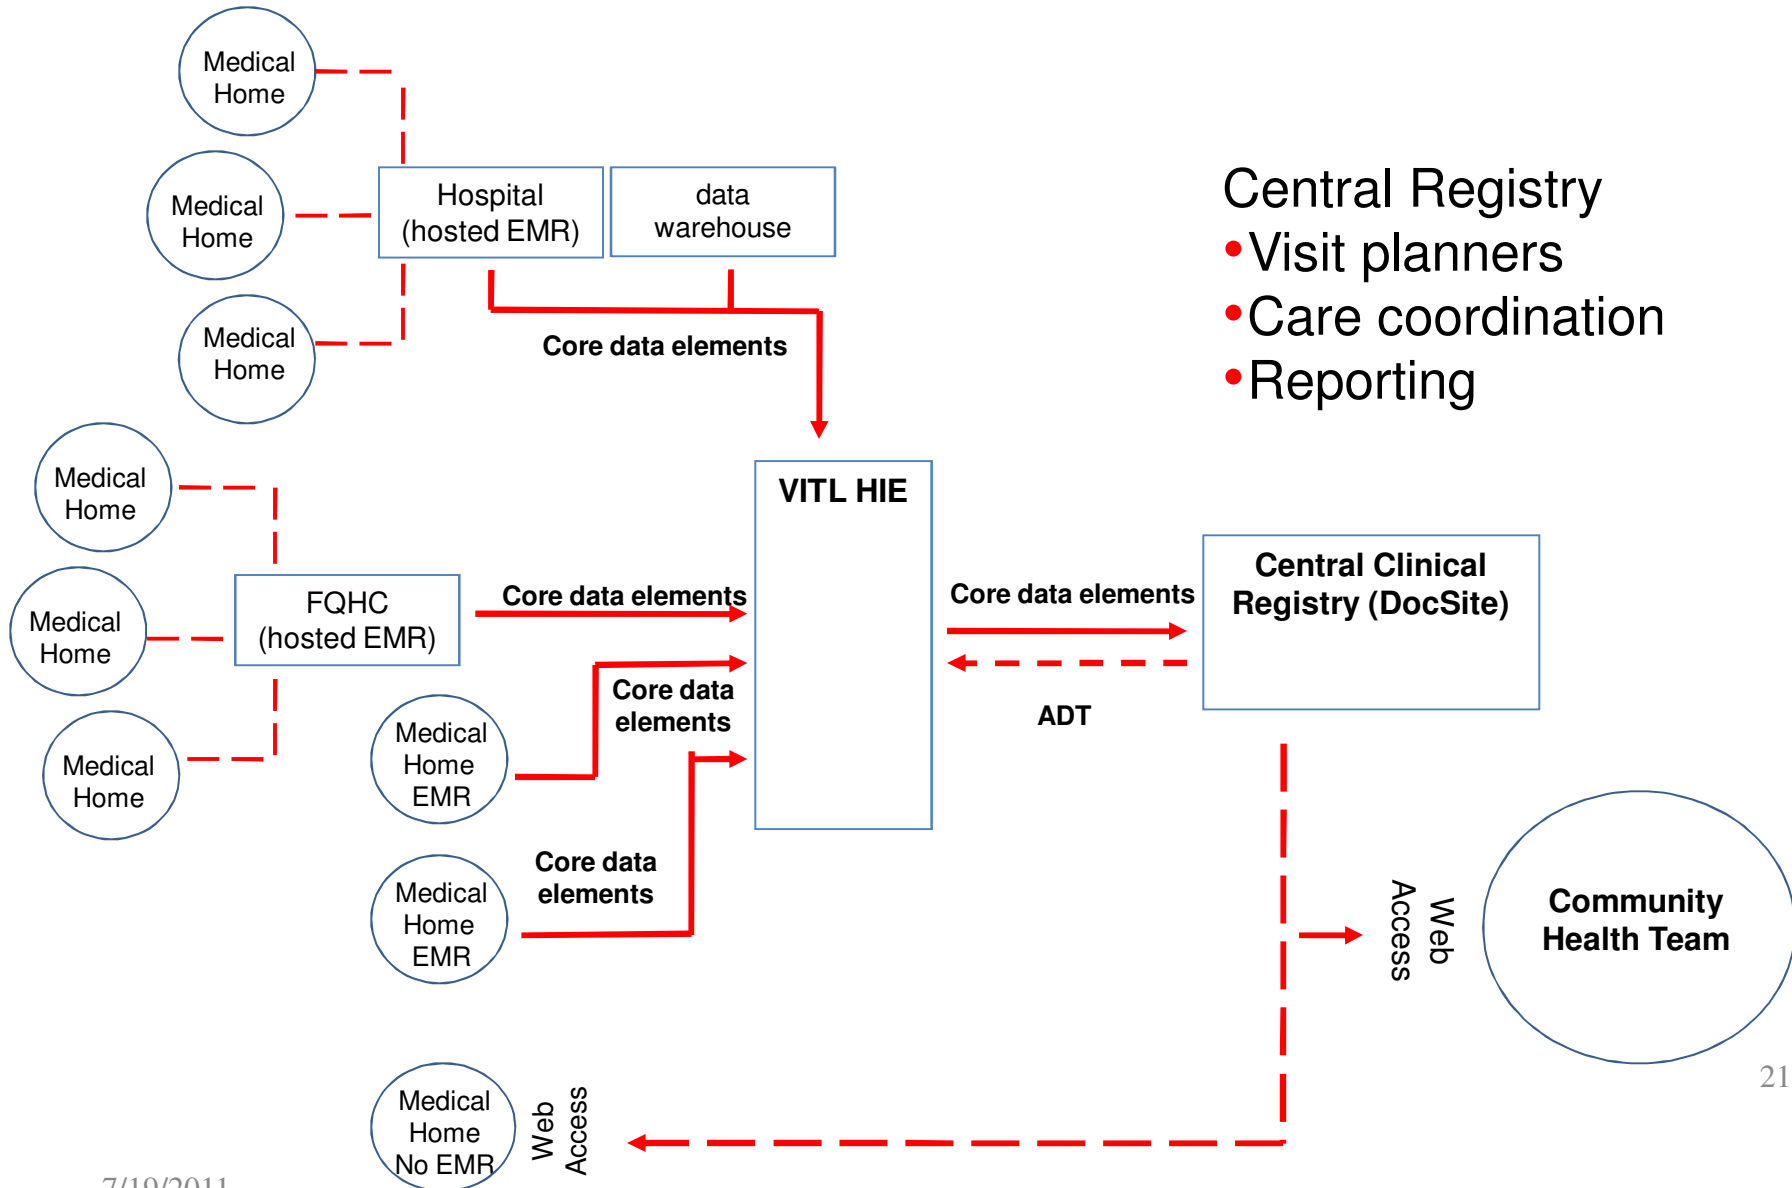 Medical
Home
Medical
Home
Medical
Home
Hospital
(hosted EMR)
data
warehouse
Core data elements
Central Registry
•Visit planners
•Care coordination
•Reporting
Medical
Home
Medical
Home
Medical
Home
FQHC
(hosted EMR)
Core data elements
VITL HIE
Core data elements
ADT
Central Clinical
Registry (DocSite)
Medical
Home
EMR
Core data
elements
Medical
Home
EMR
Core data
elements
Web
Access
Community
Health Team
Medical
Home
No EMR
Web
Access
21
7/19/2011